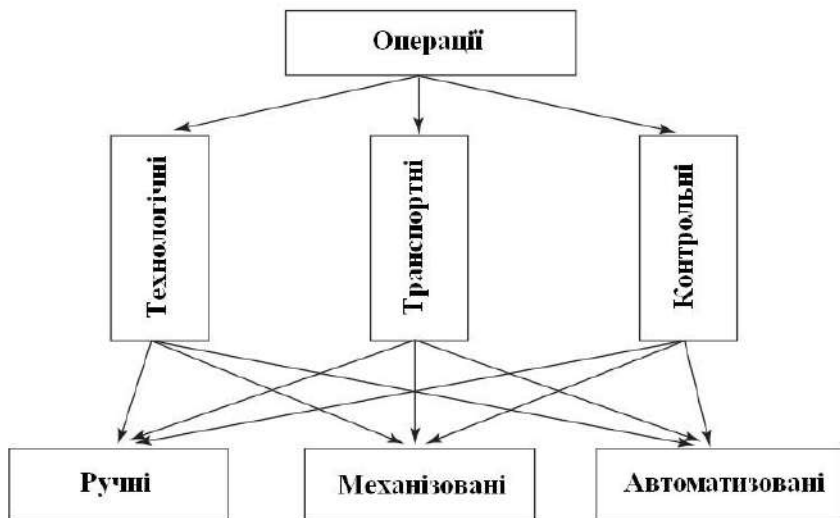 Операції
Технологічні
Транспортні
Контрольні
Ручні
Механізовані
Автоматизовані